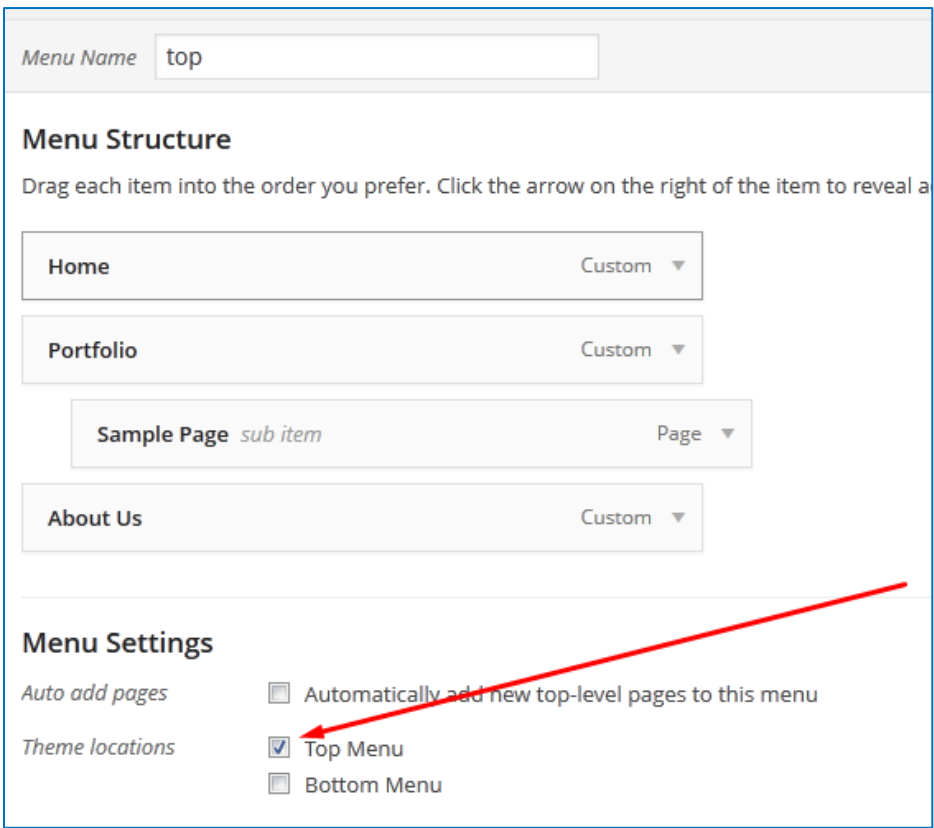 Menu Name top
Menu Structure
Drag each item into the order you prefer. Click the arrow on the right of the item to reveal
Home Custom
Portfolio Custom
Sample Page sub item Page
About Us Custom
Menu Settings
Auto add pages Automatically add new top-level pages to this menu
Theme locations Top Menu
Bottom Menu